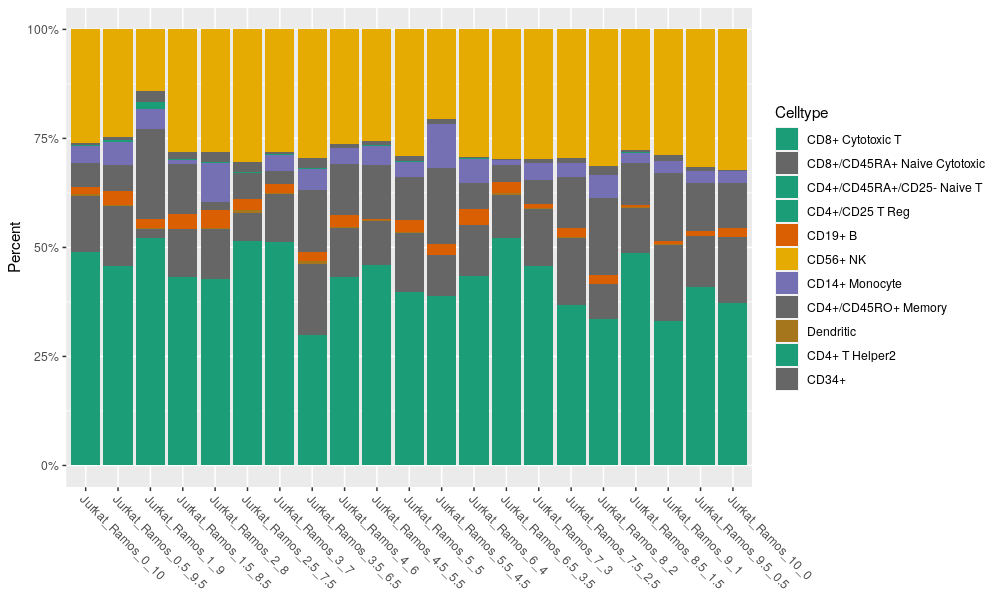 100%
75%
50%
25%
0%
Percent
Jurkat_Ramos_0_10
Jurkat_Ramos_0.5_9.5
Jurkat_Ramos_1_9
Jurkat_Ramos_1.5_8.5
Jurkat_Ramos_2_8
Jurkat_Ramos_2.5_7.5
Jurkat_Ramos_3_7
Jurkat_Ramos_3.5_6.5
Jurkat_Ramos_4_6
Jurkat_Ramos_4.5_5.5
Jurkat_Ramos_5_5
Jurkat_Ramos_5.5_4.5
Jurkat_Ramos_6_4
Jurkat_Ramos_6.5_3.5
Jurkat_Ramos_7_3
Jurkat_Ramos_7.5_2.5
Jurkat_Ramos_8_2
Jurkat_Ramos_8.5_1.5
Jurkat_Ramos_9_1
Jurkat_Ramos_9.5_0.5
Jurkat_Ramos_10_0
Celltype
CD8+ Cytotoxic T
CD8+/CD45RA+ Naive Cytotoxic
CD4+/CD45RA+/CD25- Naive T
CD4+/CD25 T Reg
CD19+ B
CD56+ NK
CD14+ Monocyte
CD4+/CD45RO+ Memory
Dendritic
CD4+ T Helper2
CD34+